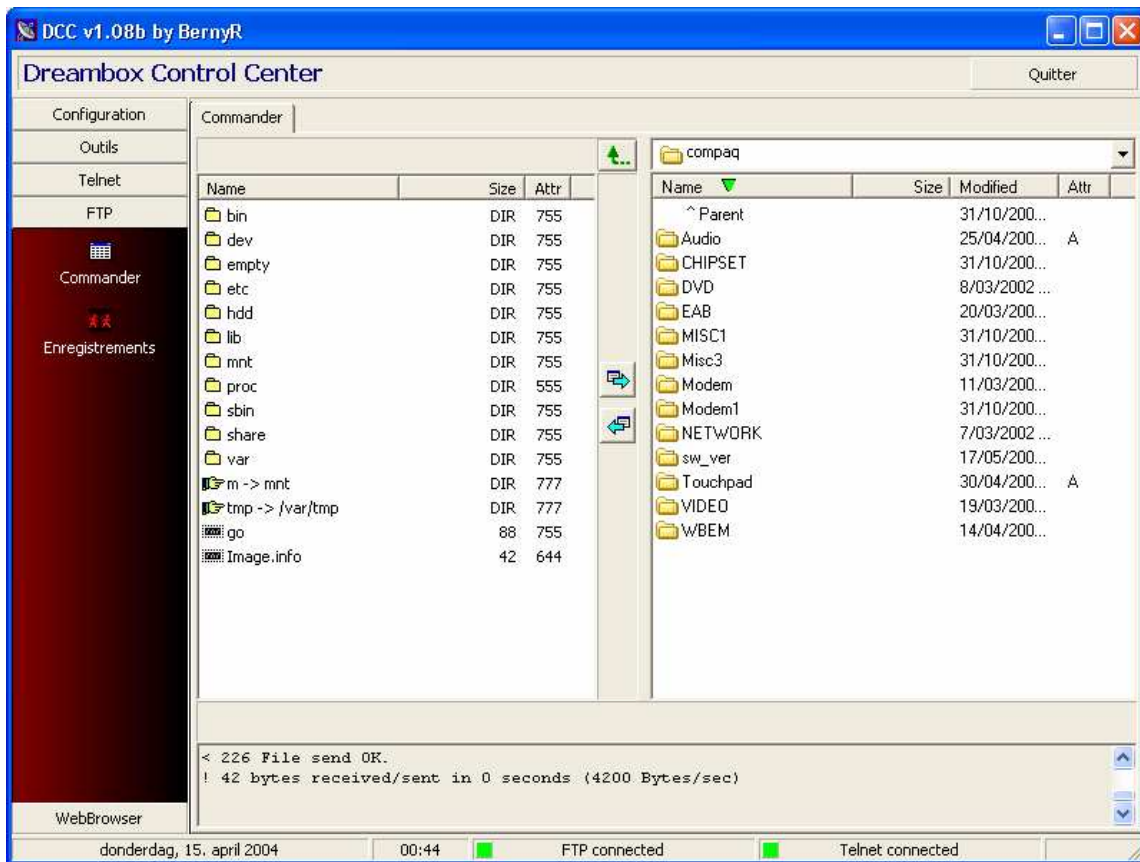 DCC v1.08b by BernyR
Dreambox Control Center
Quitter
Configuration
Outils
Telnet
FTP
Commander
Enregistrements
WebBrowser
Commander
Name Size Attr
bin DIR 755
dev DIR 755
empty DIR 755
etc DIR 755
hdd DIR 755
lib DIR 755
mnt DIR 755
proc DIR 555
sbin DIR 755
share DIR 755
var DIR 755
m -> mnt DIR 777
tmp -> /var/tmp DIR 777
go 88 755
Image.info 42 644
compaq
Name Size Modified Attr
^ Parent 31/10/200...
Audio 25/04/200... A
CHIPSET 31/10/200...
DVD 8/03/2002 ...
EAB 20/03/200...
MISC1 31/10/200...
Misc3 31/10/200...
Modem 11/03/200...
Modem1 31/10/200...
NETWORK 7/03/2002 ...
sw_ver 17/05/200...
Touchpad 30/04/200... A
VIDEO 19/03/200...
WBEM 14/04/200...
< 226 File send OK.
! 42 bytes received/sent in 0 seconds (4200 Bytes/sec)
donderdag, 15. april 2004 00:44 FTP connected Telnet connected